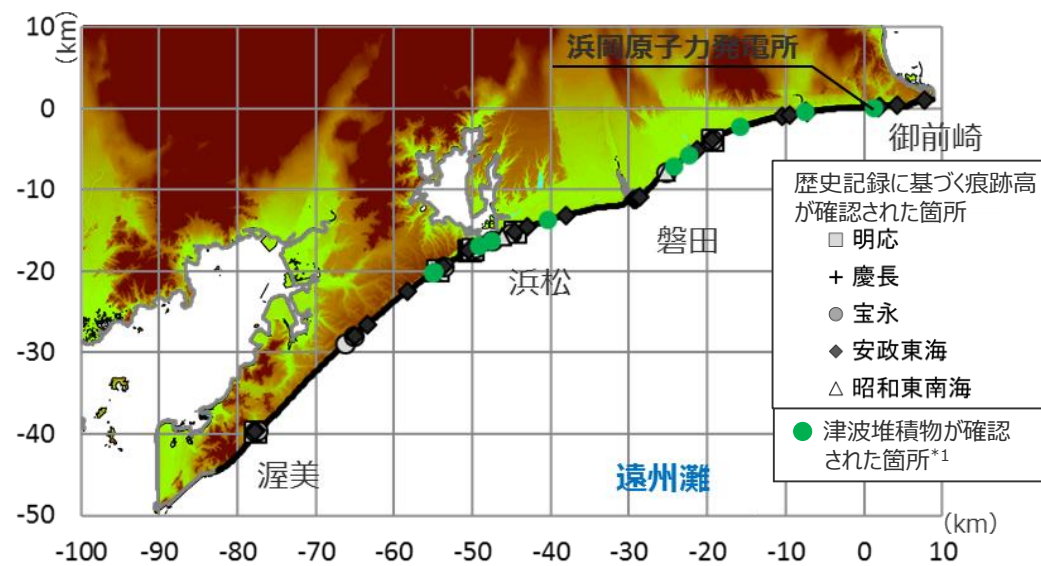 10
(km)
0
-10
-20
-30
-40
-50
浜岡原子力発電所
御前崎
磐田
浜松
渥美
遠州灘
歴史記録に基づく痕跡高
が確認された箇所
□ 明応
+ 慶長
● 宝永
◆ 安政東海
△ 昭和東南海
● 津波堆積物が確認
された箇所*1
(km)
-100 -90 -80 -70 -60 -50 -40 -30 -20 -10 0 10